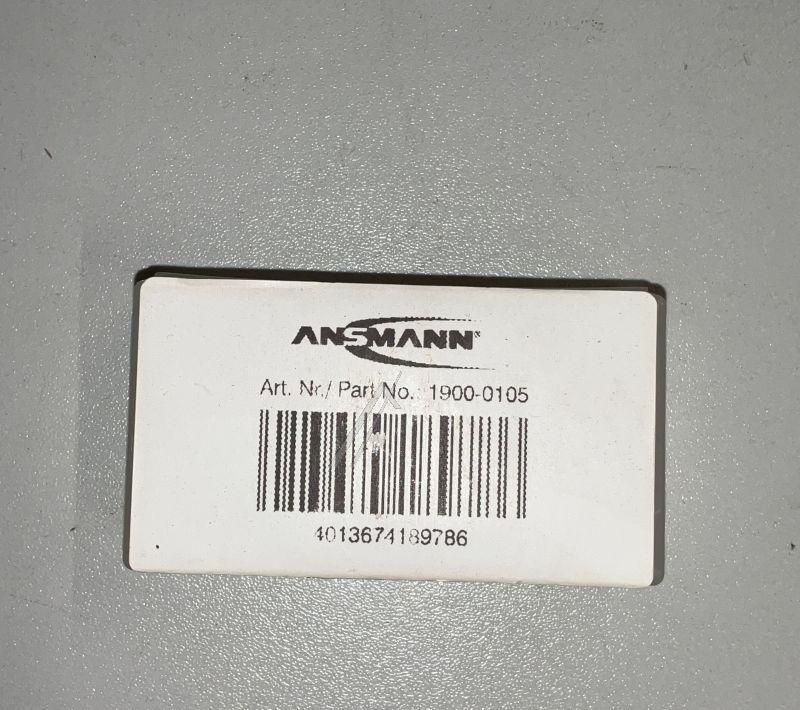 ANSMANN®
Art. Nr./ Part No.: 1900-0105
4013674189786